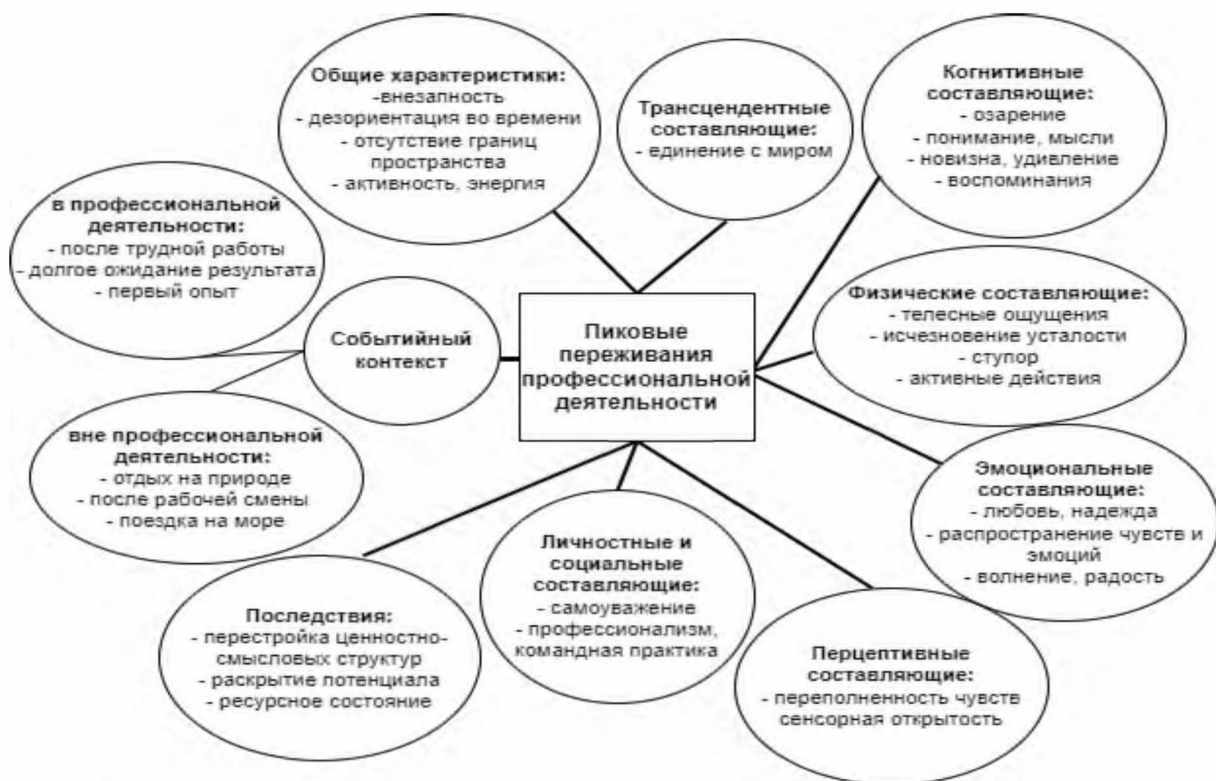 Общие характеристики:
-внезапность
- дезориентация во времени
- отсутствие границ
пространства
- активность, энергия
Трансцендентные
составляющие:
- единение с миром
Когнитивные
составляющие:
- озарение
- понимание, мысли
- новизна, удивление
- воспоминания
в профессиональной
деятельности:
- после трудной работы
- долгое ожидание результата
- первый опыт
Событийный
контекст
Пиковые
переживания
профессиональной
деятельности
Физические составляющие:
- телесные ощущения
- исчезновение усталости
- ступор
- активные действия
вне профессиональной
деятельности:
- отдых на природе
- после рабочей смены
- поездка на море
Эмоциональные
составляющие:
- любовь, надежда
- распространение чувств и
эмоций
- волнение, радость
Последствия:
- перестройка ценностно-
смысловых структур
- раскрытие потенциала
- ресурсное состояние
Личностные и
социальные
составляющие:
- самоуважение
- профессионализм,
командная практика
Перцептивные
составляющие:
- переполненность чувств
сенсорная открытость